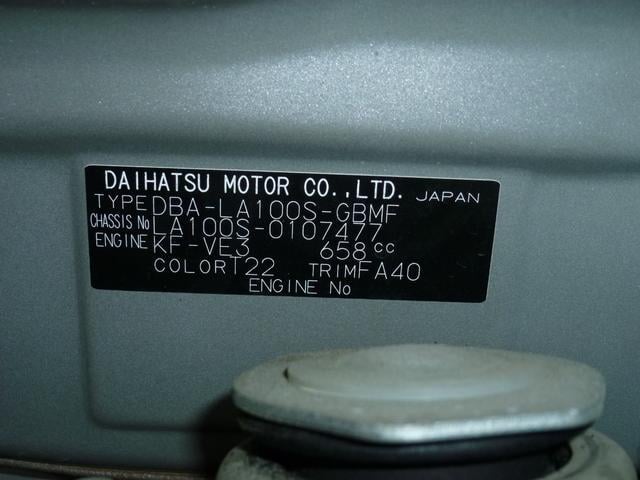 DAIHATSU MOTOR CO.,LTD. JAPAN
TYPE DBA-LA100S-GBMF
CHASSIS No LA100S-0107477
ENGINE KF-VE3 658cc
COLOR T22 TRIM FA40
ENGINE No